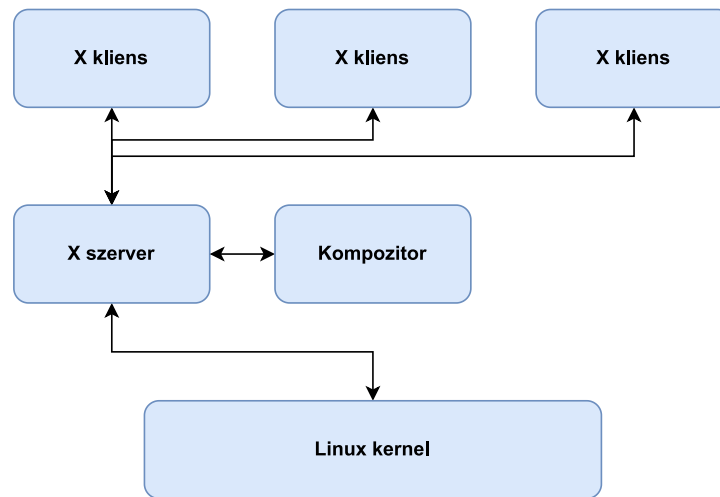 X kliens
X kliens
X kliens
X szerver
Kompozitor
Linux kernel